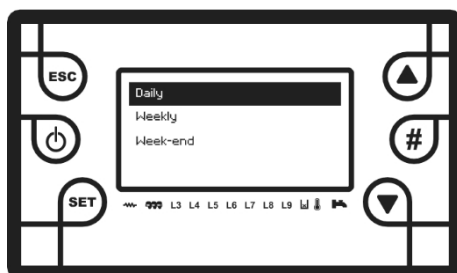 ESC
Daily
Weekly
Week-end
#
SET
L3 L4 L5 L6 L7 L8 L9